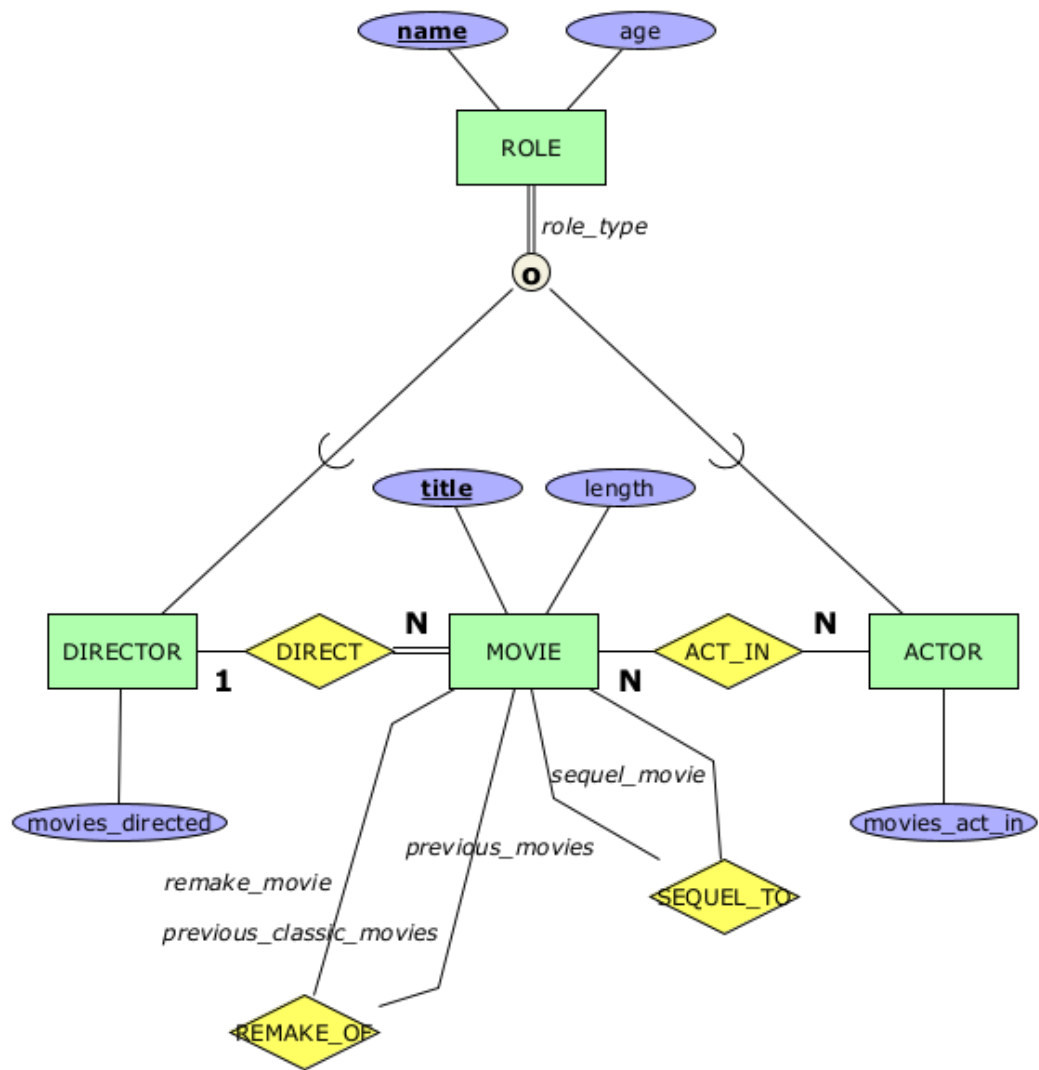 name
age
ROLE
role_type
o
title
length
DIRECTOR
1
DIRECT
N
MOVIE
N
ACT_IN
N
ACTOR
sequel_movie
movies_directed
movies_act_in
previous_movies
remake_movie
SEQUEL_TO
previous_classic_movies
REMAKE_OF